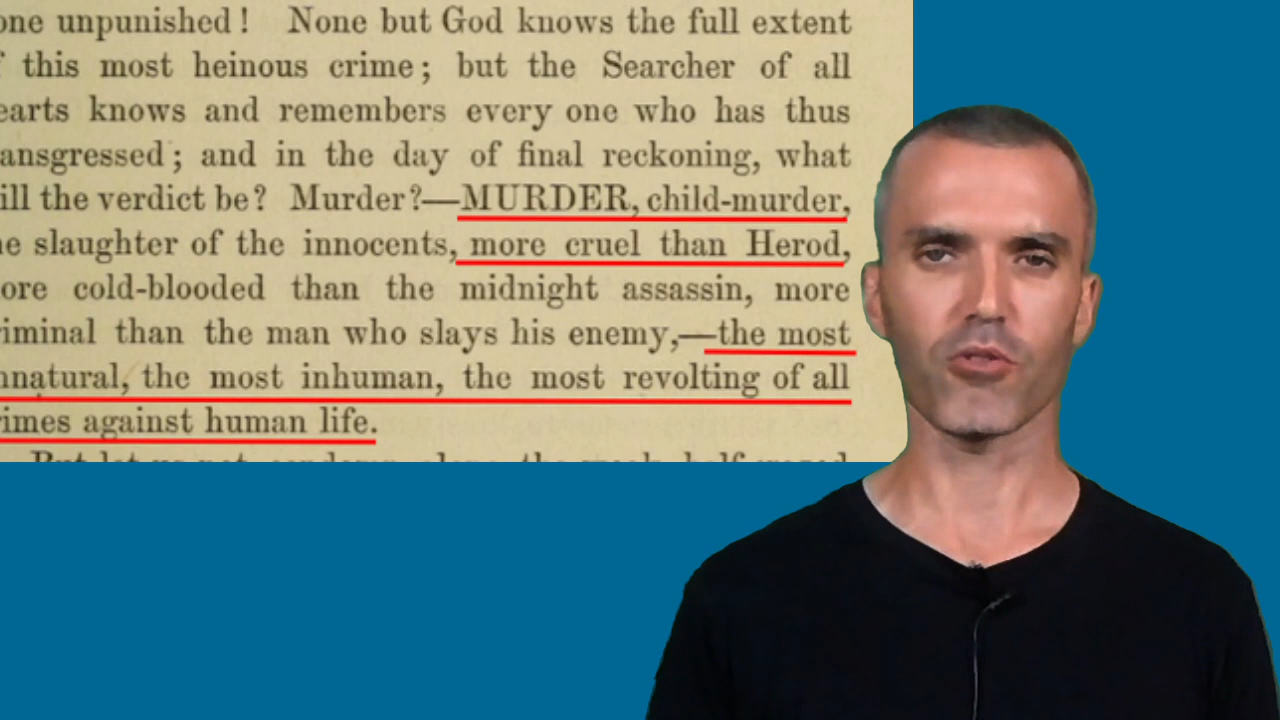 one unpunished! None but God knows the full extent
this most heinous crime; but the Searcher of all
earts knows and remembers every one who has thus
ansgressed; and in the day of final reckoning, what
ill the verdict be? Murder?—MURDER, child-murder,
e slaughter of the innocents, more cruel than Herod,
ore cold-blooded than the midnight assassin, more
iminal than the man who slays his enemy,—the most
natural, the most inhuman, the most revolting of all
imes against human life.